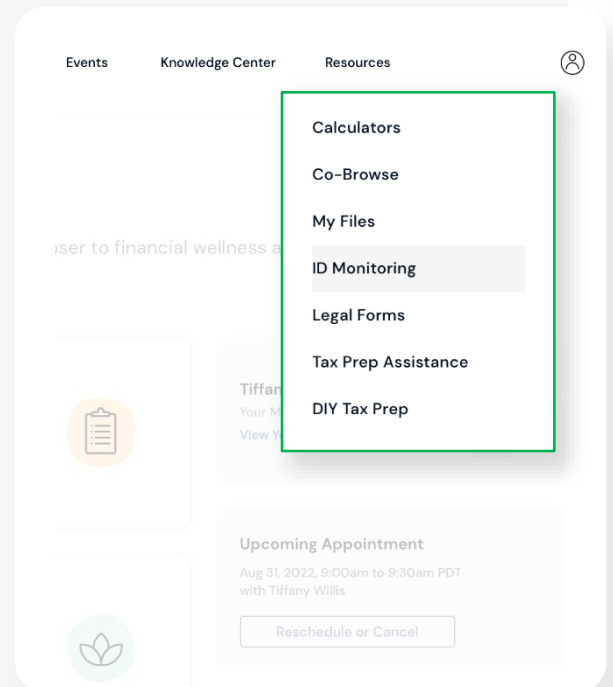 Events Knowledge Center Resources
Calculators
Co-Browse
My Files
ID Monitoring
Legal Forms
Tax Prep Assistance
DIY Tax Prep
to financial wellness
Your
View
Upcoming Appointment
Aug 31, 2022, 9:00am to 9:30am PDT
with Tiffany Willis
Reschedule or Cancel